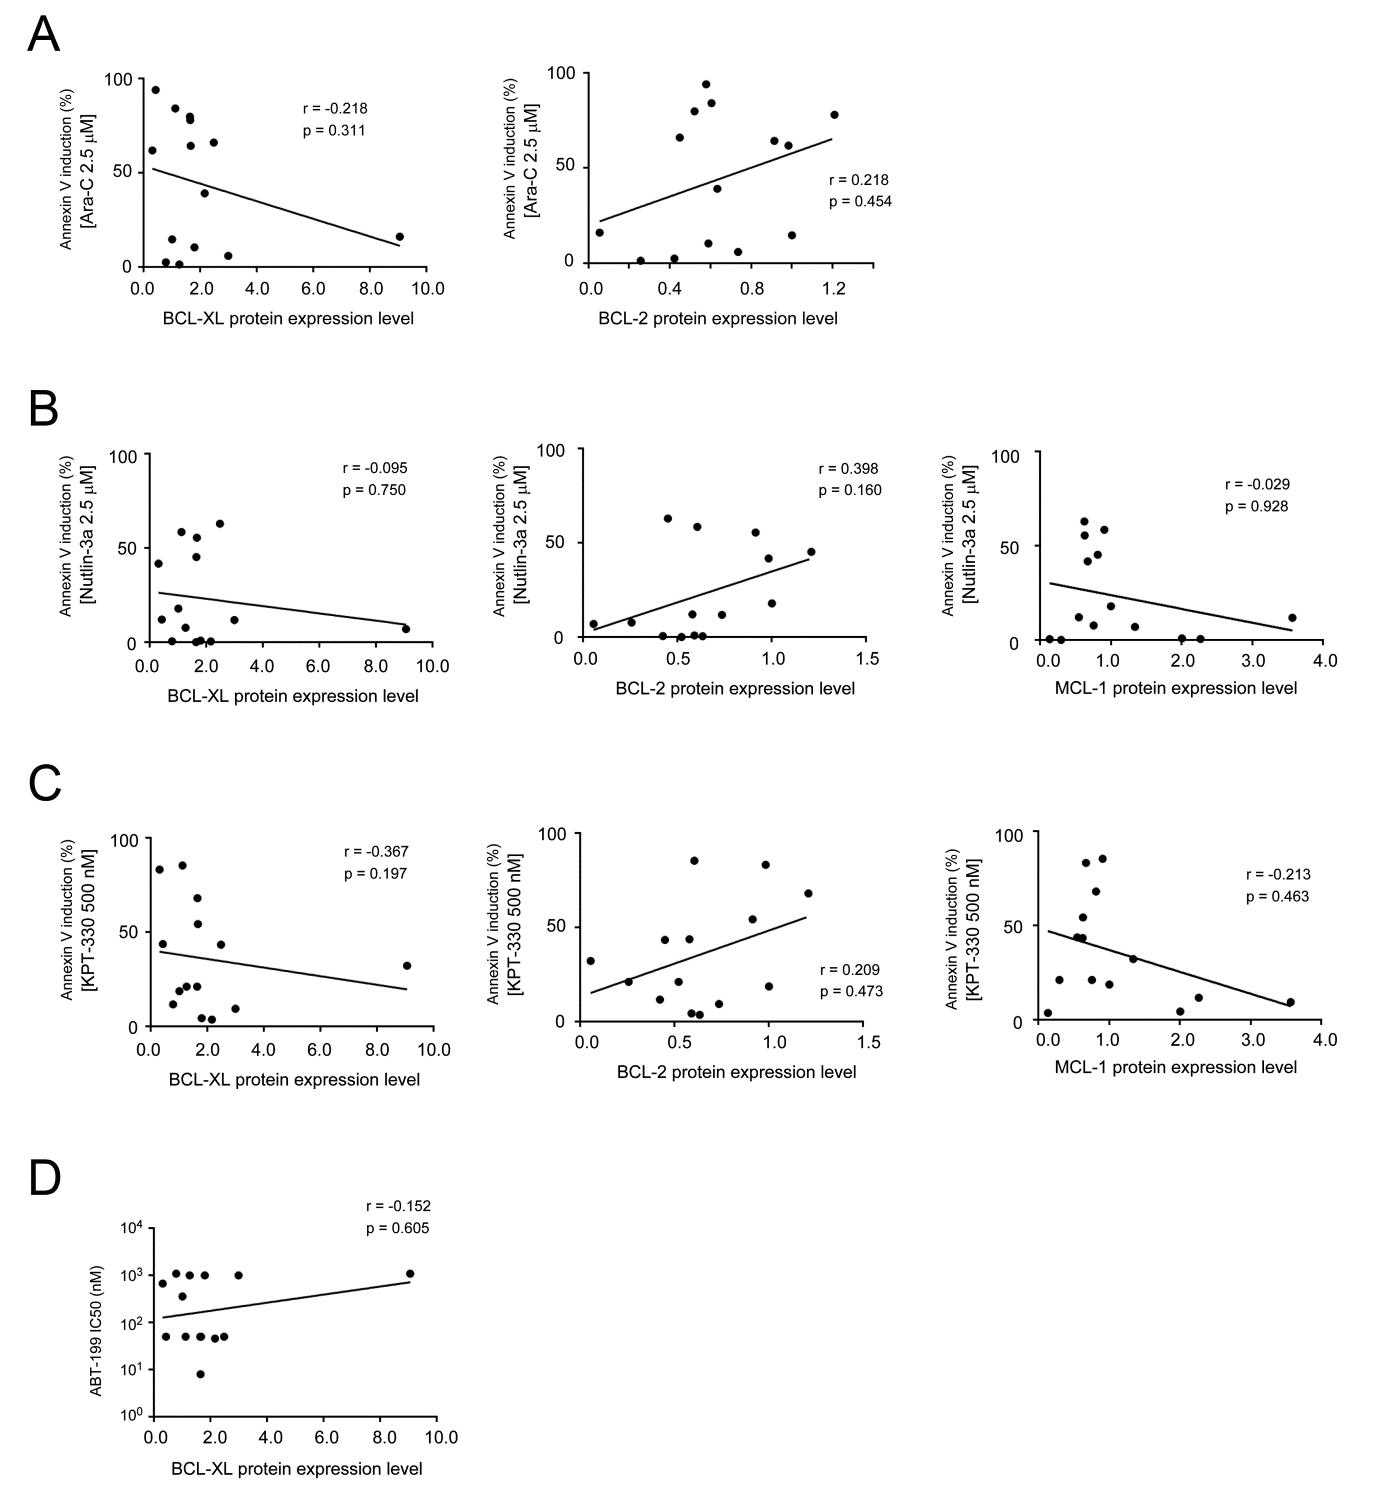 A
Annexin V induction (%)
[Ara-C 2.5 μM]
100
50
0
r = -0.218
p = 0.311
0.0 2.0 4.0 6.0 8.0 10.0
BCL-XL protein expression level
Annexin V induction (%)
[Ara-C 2.5 μM]
100
50
0
r = 0.218
p = 0.454
0.0 0.4 0.8 1.2
BCL-2 protein expression level
B
Annexin V induction (%)
[Nutlin-3a 2.5 μM]
100
50
0
r = -0.095
p = 0.750
0.0 2.0 4.0 6.0 8.0 10.0
BCL-XL protein expression level
Annexin V induction (%)
[Nutlin-3a 2.5 μM]
100
50
0
r = 0.398
p = 0.160
0.0 0.5 1.0 1.5
BCL-2 protein expression level
Annexin V induction (%)
[Nutlin-3a 2.5 μM]
100
50
0
r = -0.029
p = 0.928
0.0 1.0 2.0 3.0 4.0
MCL-1 protein expression level
C
Annexin V induction (%)
[KPT-330 500 nM]
100
50
0
r = -0.367
p = 0.197
0.0 2.0 4.0 6.0 8.0 10.0
BCL-XL protein expression level
Annexin V induction (%)
[KPT-330 500 nM]
100
50
0
r = 0.209
p = 0.473
0.0 0.5 1.0 1.5
BCL-2 protein expression level
Annexin V induction (%)
[KPT-330 500 nM]
100
50
0
r = -0.213
p = 0.463
0.0 1.0 2.0 3.0 4.0
MCL-1 protein expression level
D
ABT-199 IC50 (nM)
10⁴
10³
10²
10¹
10⁰
r = -0.152
p = 0.605
0.0 2.0 4.0 6.0 8.0 10.0
BCL-XL protein expression level